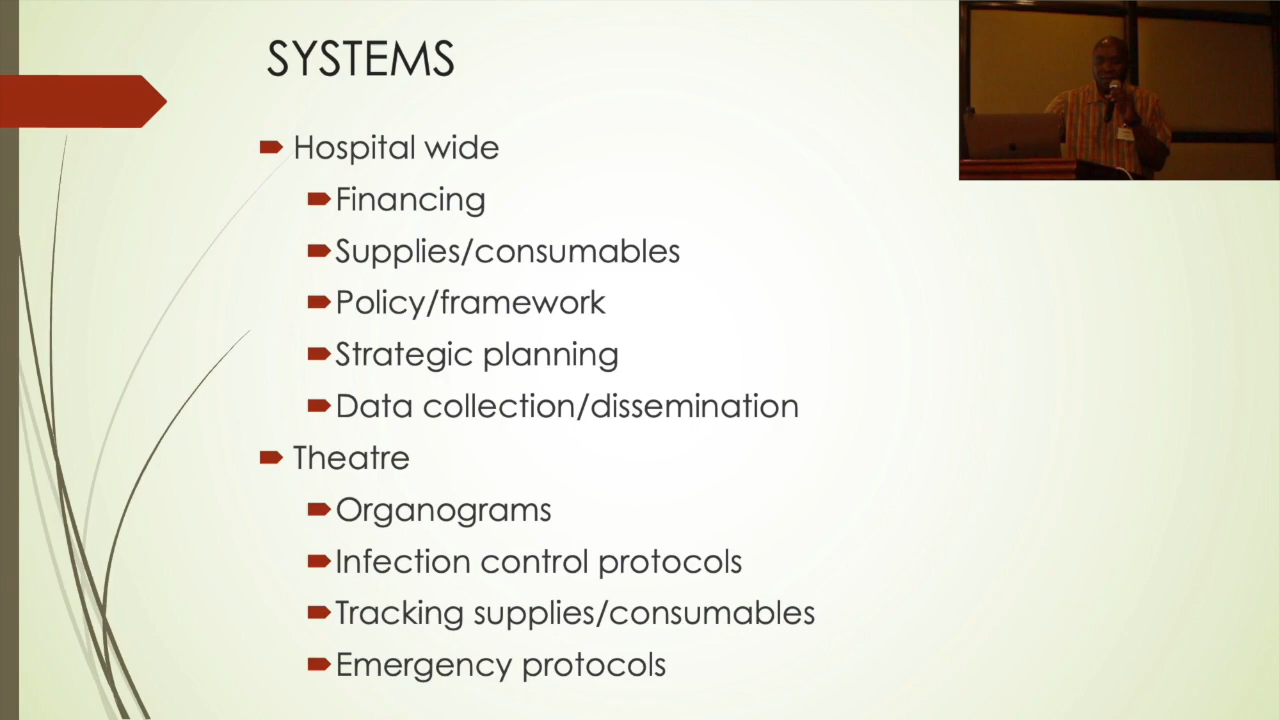 SYSTEMS
Hospital wide
Financing
Supplies/consumables
Policy/framework
Strategic planning
Data collection/dissemination
Theatre
Organograms
Infection control protocols
Tracking supplies/consumables
Emergency protocols